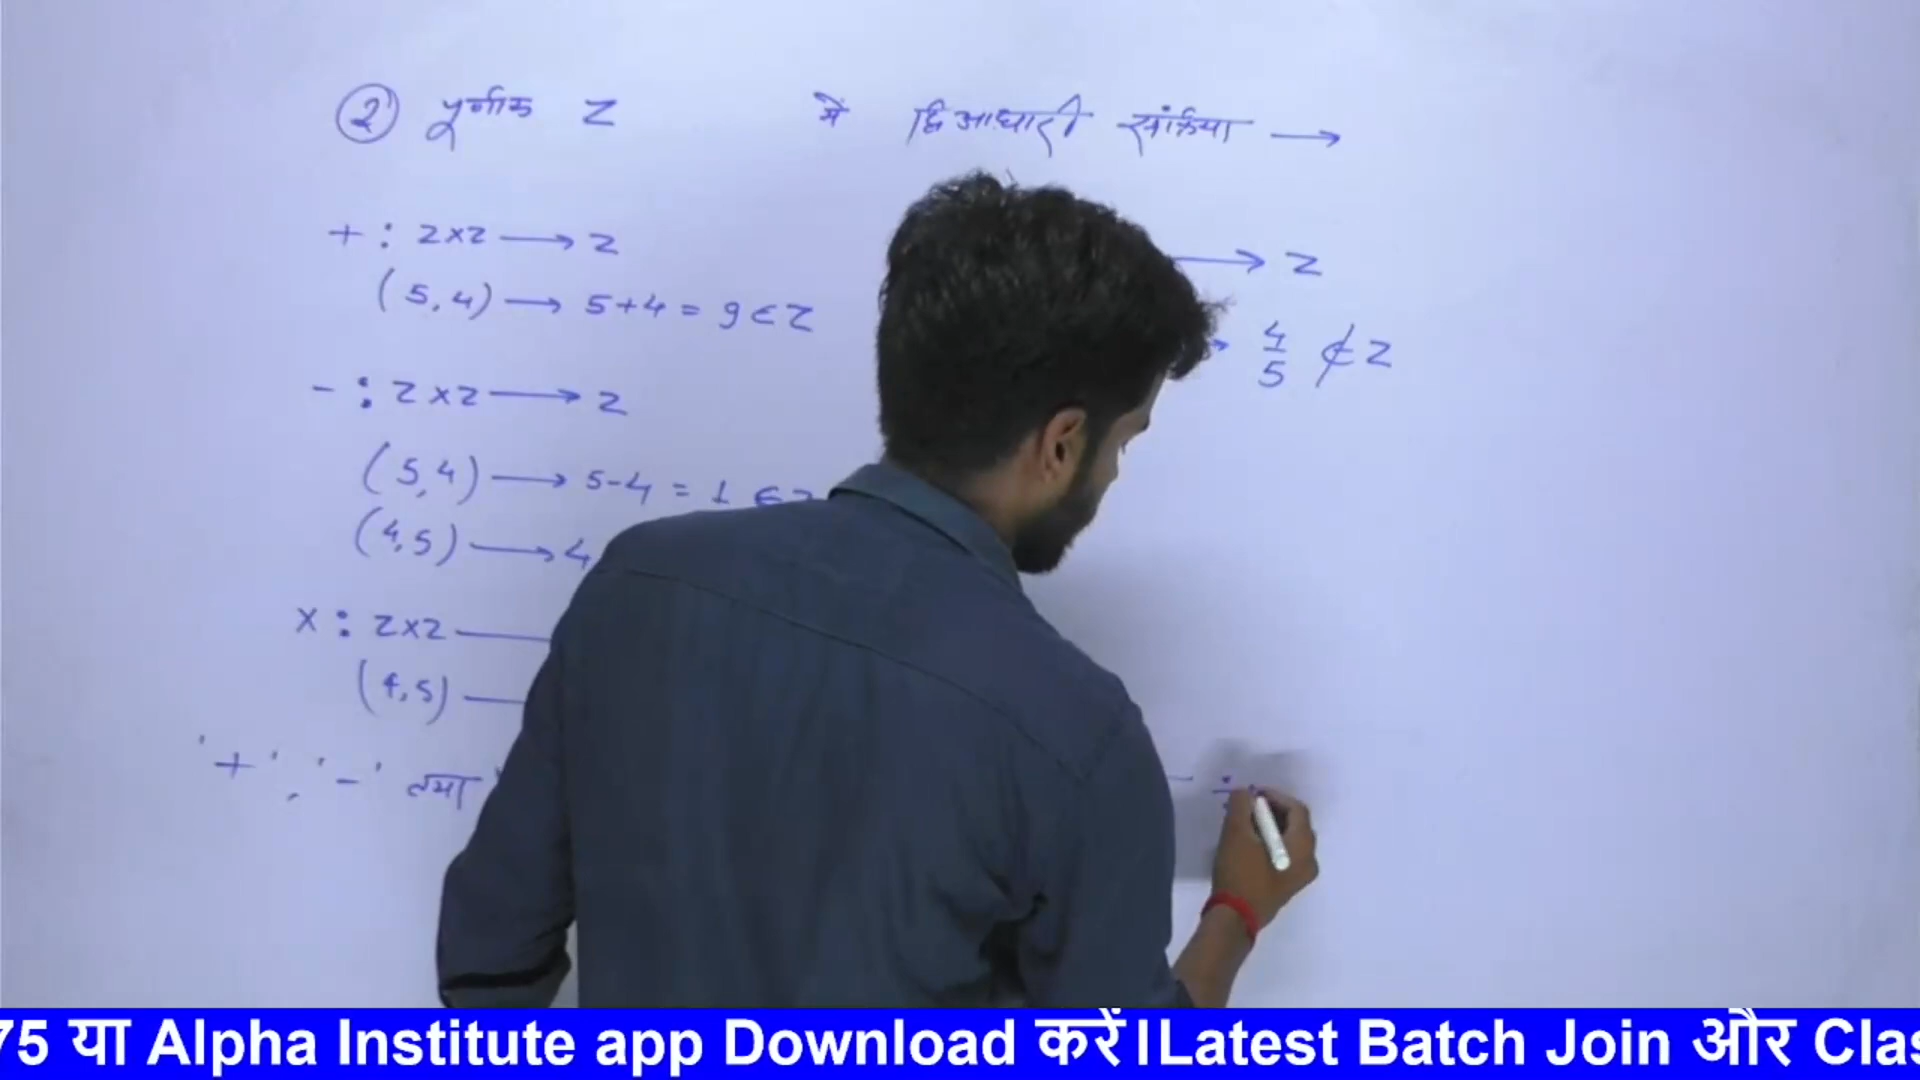 ② पूर्णांक Z में द्विआधारी संक्रिया →
+ : Z×Z → Z
(5,4) → 5+4 = 9 ∈ Z
- : Z×Z → Z
(5,4) → 5-4 = 1 ∈ Z
(4,5) → 4
× : Z×Z
(4,5)
'+', '-' तथा '
→ Z
→ 4/5 ∉ Z
÷
75 या Alpha Institute app Download करें।Latest Batch Join और Clas